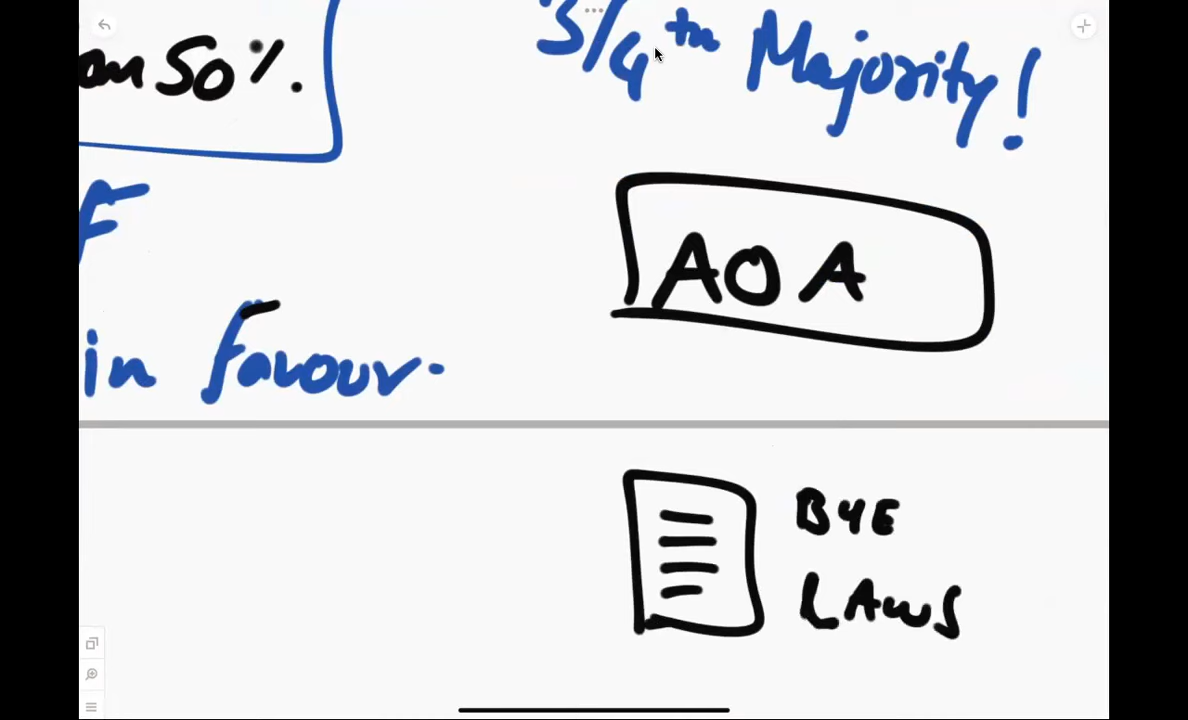 an 50%.
3/4th Majority!
F
AOA
in favour.
BYE
LAWS